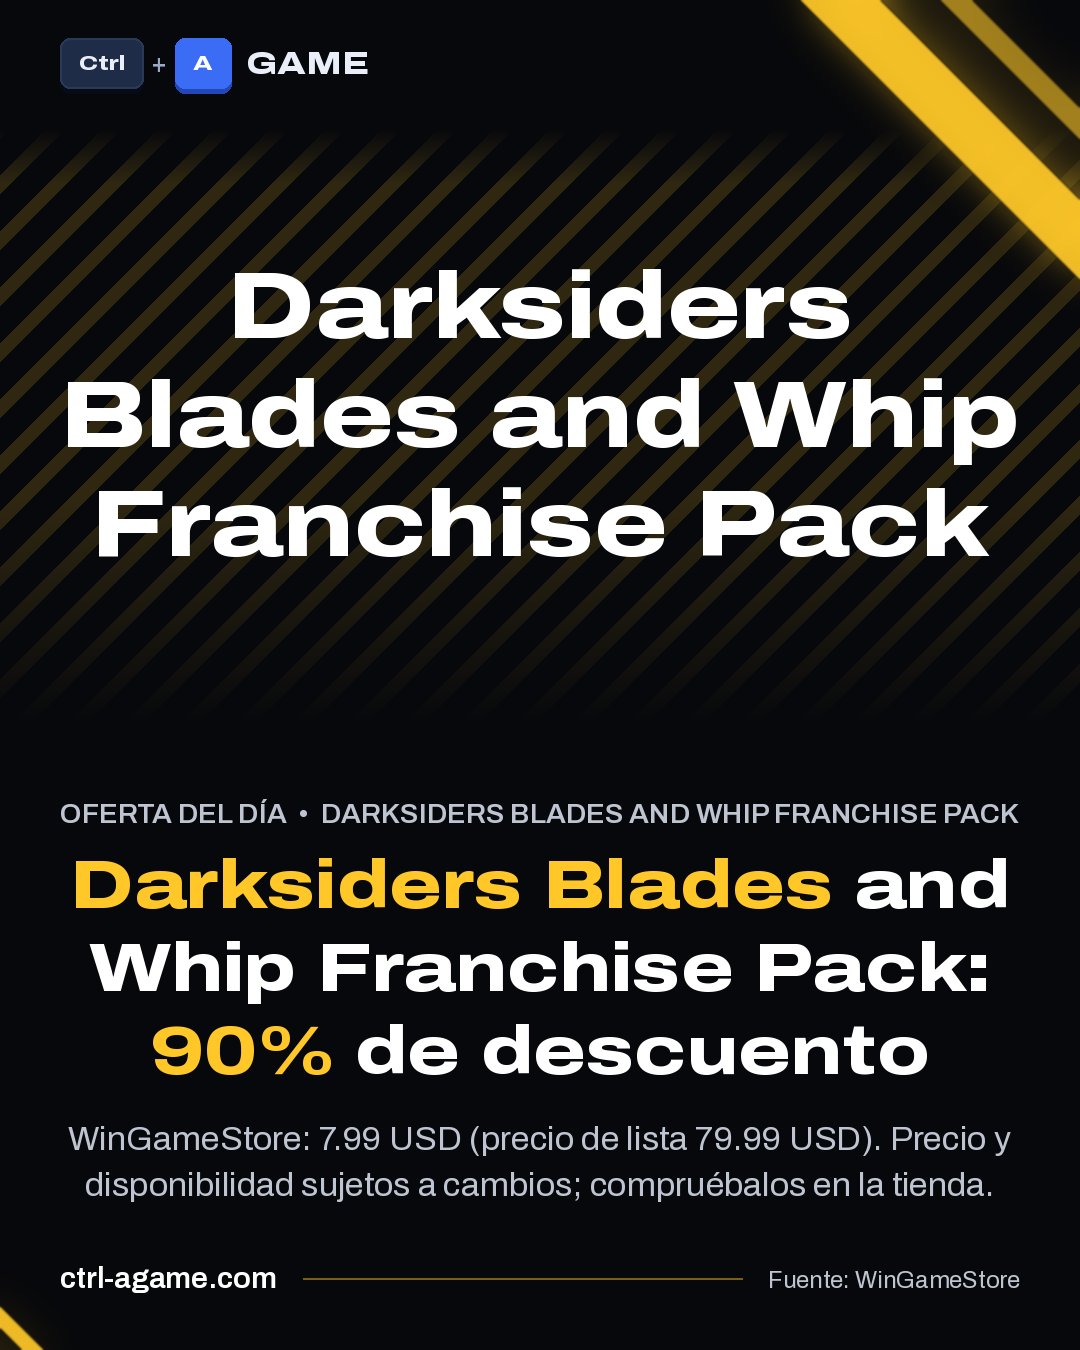 Ctrl + A GAME
Darksiders
Blades and Whip
Franchise Pack
OFERTA DEL DÍA • DARKSIDERS BLADES AND WHIP FRANCHISE PACK
Darksiders Blades and
Whip Franchise Pack:
90% de descuento
WinGameStore: 7.99 USD (precio de lista 79.99 USD). Precio y
disponibilidad sujetos a cambios; compruébalos en la tienda.
ctrl-agame.com
Fuente: WinGameStore